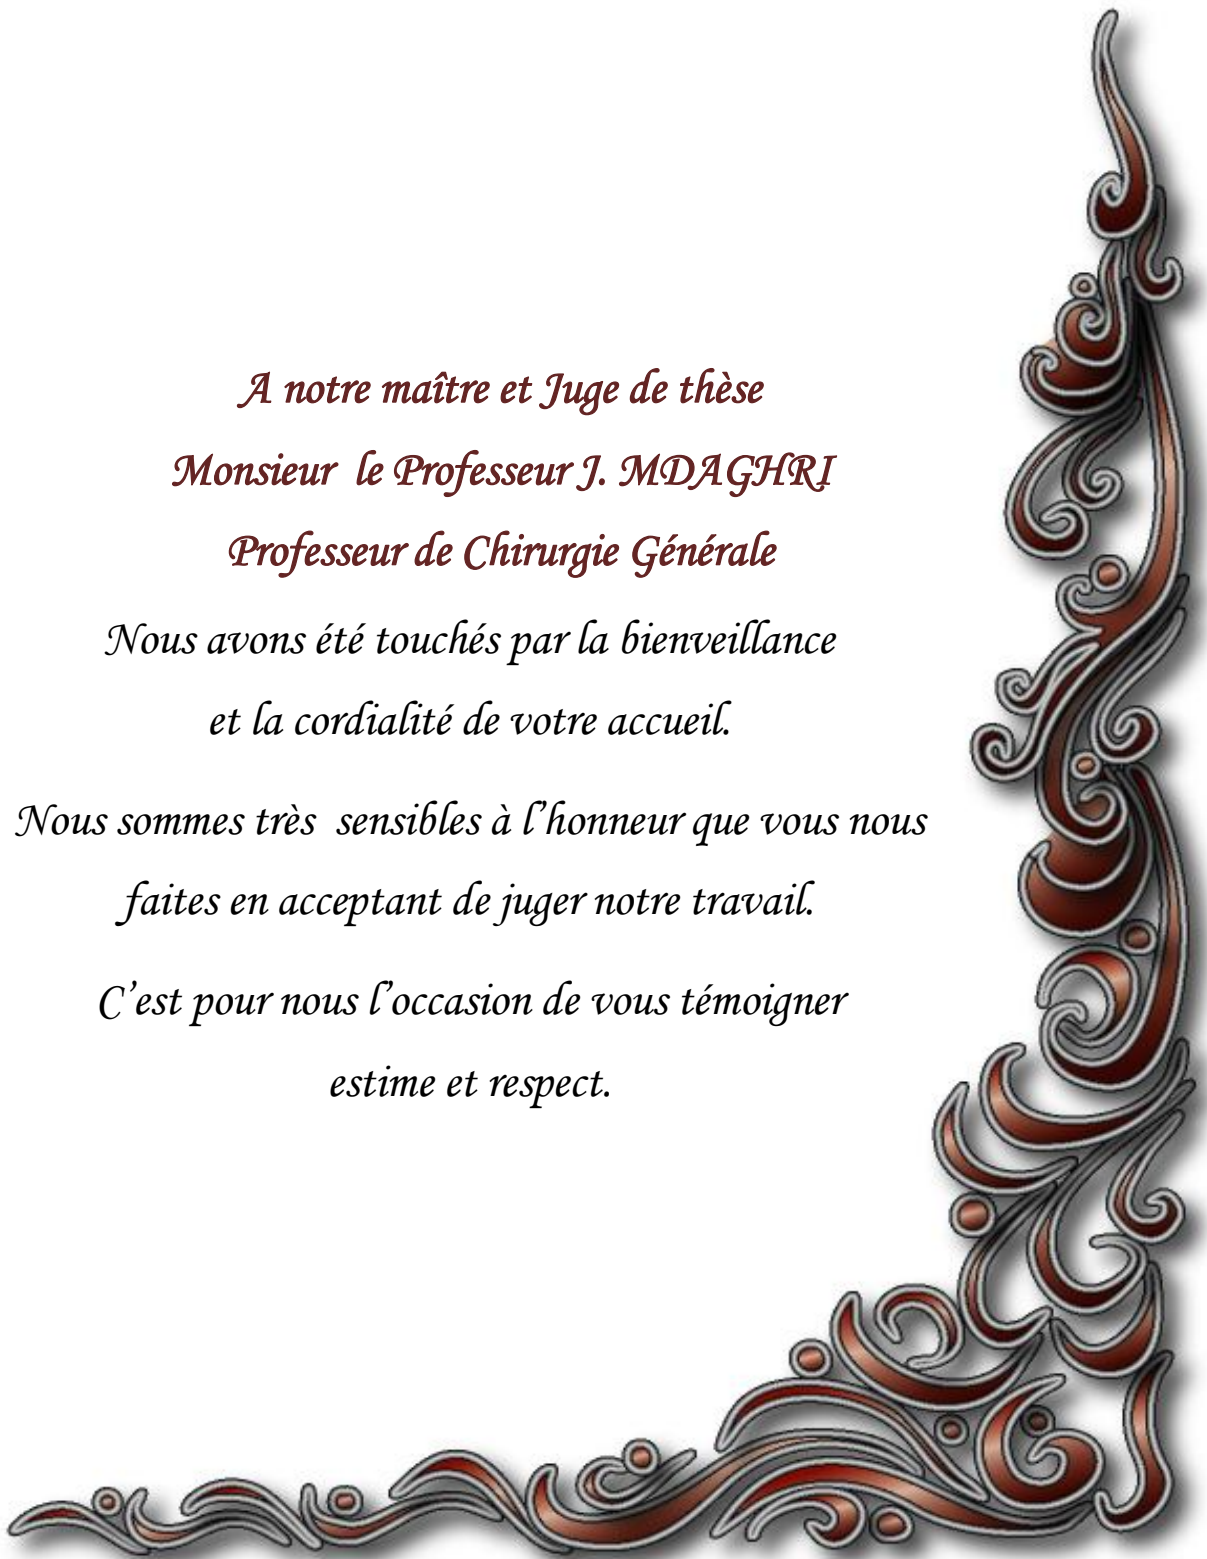 A notre maître et Juge de thèse
Monsieur le Professeur J. MDAGHRI
Professeur de Chirurgie Générale
Nous avons été touchés par la bienveillance
et la cordialité de votre accueil.
Nous sommes très sensibles à l'honneur que vous nous
faites en acceptant de juger notre travail.
C'est pour nous l'occasion de vous témoigner
estime et respect.